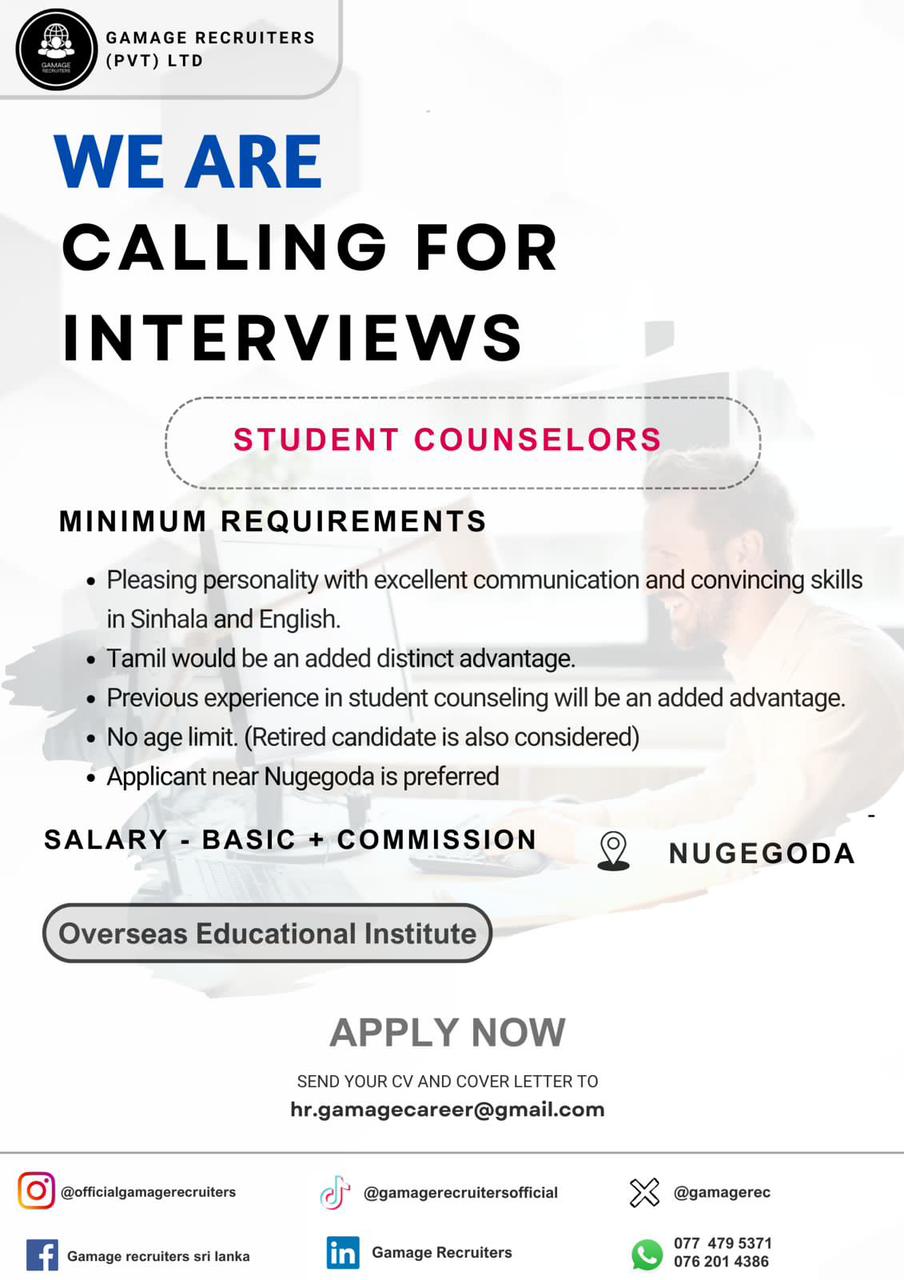 GAMAGE RECRUITERS
(PVT) LTD
GAMAGE
RECRUITERS
WE ARE
CALLING FOR
INTERVIEWS
STUDENT COUNSELORS
MINIMUM REQUIREMENTS
• Pleasing personality with excellent communication and convincing skills
in Sinhala and English.
• Tamil would be an added distinct advantage.
• Previous experience in student counseling will be an added advantage.
• No age limit. (Retired candidate is also considered)
• Applicant near Nugegoda is preferred
SALARY - BASIC + COMMISSION
NUGEGODA
Overseas Educational Institute
APPLY NOW
SEND YOUR CV AND COVER LETTER TO
hr.gamagecareer@gmail.com
@officialgamagerecruiters
@gamagerecruitersofficial
@gamagerec
Gamage recruiters sri lanka
Gamage Recruiters
077 479 5371
076 201 4386